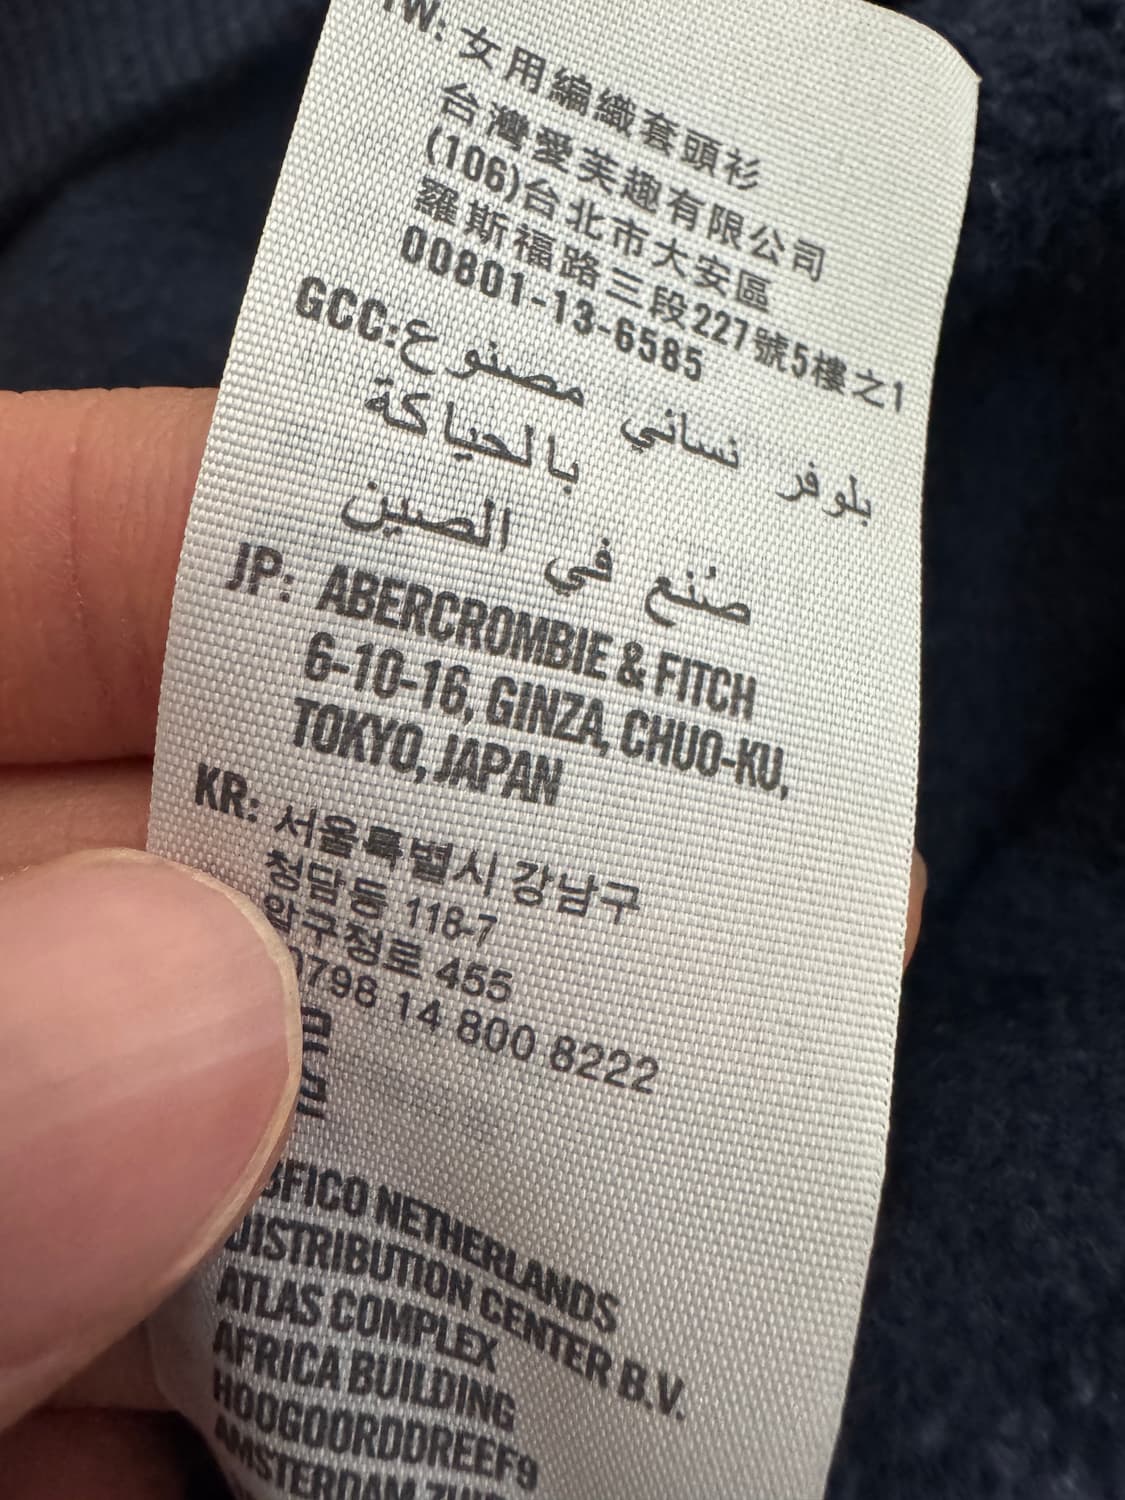 TW: 女用編織套頭衫
台灣愛芙趣有限公司
(106)台北市大安區
羅斯福路三段227號5樓之1
00801-13-6585
GCC: بلوفر نسائي مصنوع
بالحياكة
صُنع في الصين
JP: ABERCROMBIE & FITCH
6-10-16, GINZA, CHUO-KU,
TOKYO, JAPAN
KR: 서울특별시 강남구
청담동 118-7
압구정로 455
0798 14 800 8222
NETHERLANDS
DISTRIBUTION CENTER B.V.
ATLAS COMPLEX
AFRICA BUILDING
HOOGOORDDREEF9
AMSTERDAM